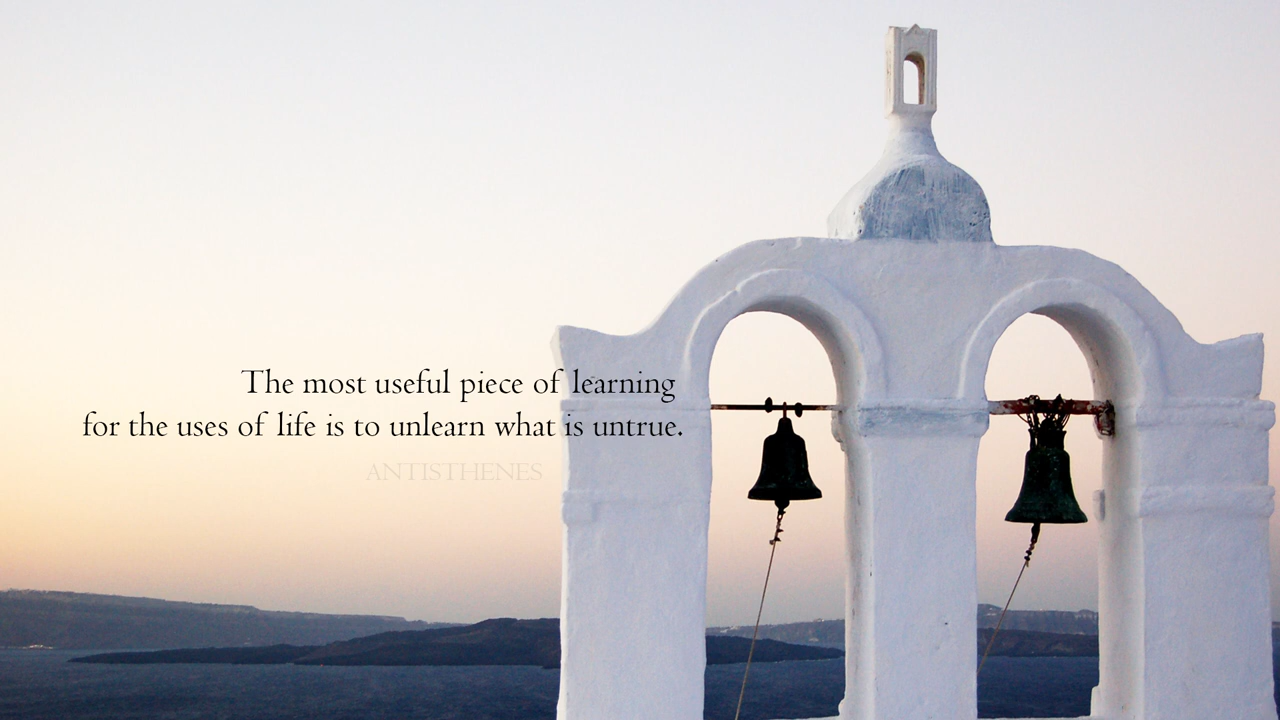 The most useful piece of learning
for the uses of life is to unlearn what is untrue.
ANTISTHENES